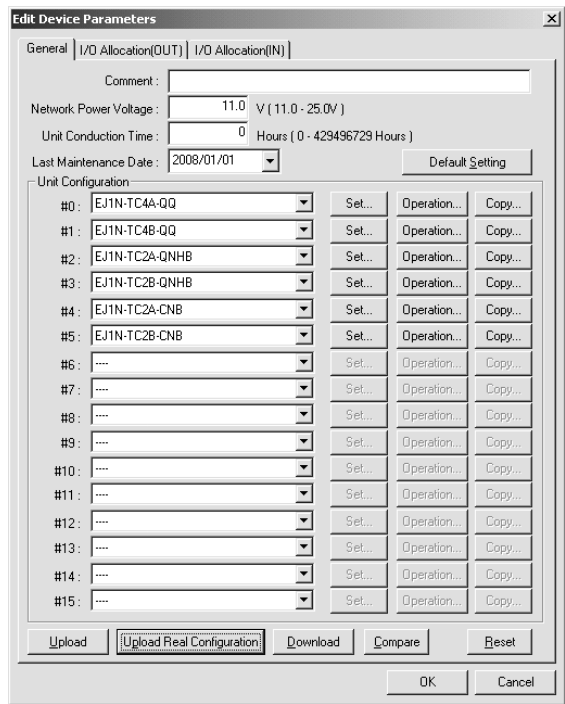 Edit Device Parameters
General I/O Allocation(OUT) I/O Allocation(IN)
Comment :
Network Power Voltage : 11.0 V ( 11.0 - 25.0V )
Unit Conduction Time : 0 Hours ( 0 - 429496729 Hours )
Last Maintenance Date : 2008/01/01 Default Setting
Unit Configuration
#0 : EJ1N-TC4A-QQ Set... Operation... Copy...
#1 : EJ1N-TC4B-QQ Set... Operation... Copy...
#2 : EJ1N-TC2A-QNHB Set... Operation... Copy...
#3 : EJ1N-TC2B-QNHB Set... Operation... Copy...
#4 : EJ1N-TC2A-CNB Set... Operation... Copy...
#5 : EJ1N-TC2B-CNB Set... Operation... Copy...
#6 : ---- Set... Operation... Copy...
#7 : ---- Set... Operation... Copy...
#8 : ---- Set... Operation... Copy...
#9 : ---- Set... Operation... Copy...
#10 : ---- Set... Operation... Copy...
#11 : ---- Set... Operation... Copy...
#12 : ---- Set... Operation... Copy...
#13 : ---- Set... Operation... Copy...
#14 : ---- Set... Operation... Copy...
#15 : ---- Set... Operation... Copy...
Upload Upload Real Configuration Download Compare Reset
OK Cancel